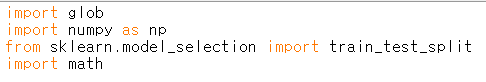 import glob
import numpy as np
from sklearn.model_selection import train_test_split
import math